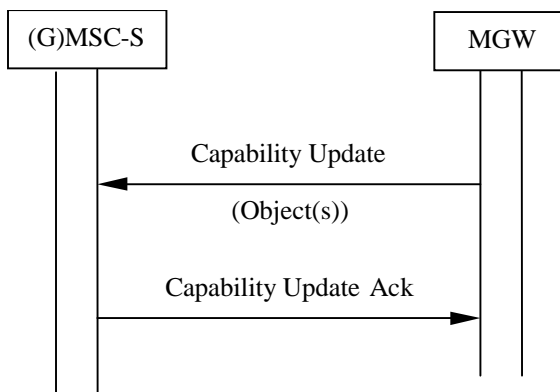 (G)MSC-S
MGW
Capability Update
(Object(s))
Capability Update Ack